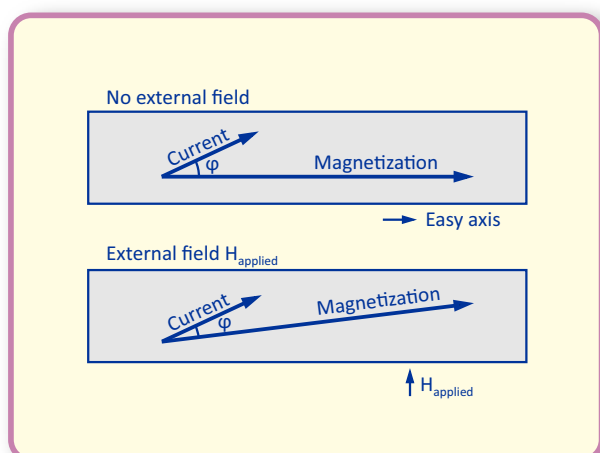 No external field
Current
φ
Magnetization
Easy axis
External field Happlied
Current
φ
Magnetization
Happlied